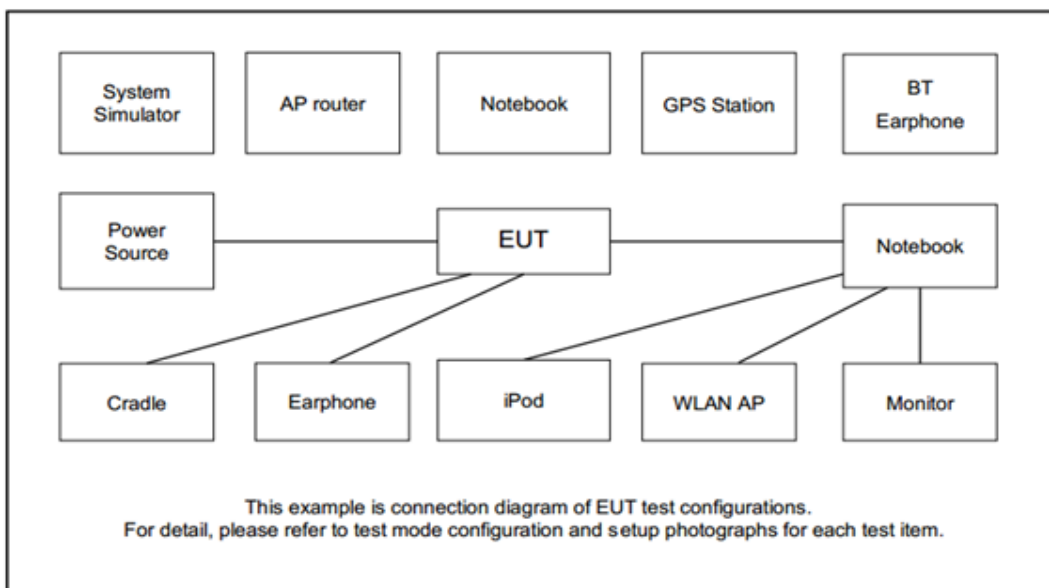 System
Simulator
AP router
Notebook
GPS Station
BT
Earphone
Power
Source
EUT
Notebook
Cradle
Earphone
iPod
WLAN AP
Monitor
This example is connection diagram of EUT test configurations.
For detail, please refer to test mode configuration and setup photographs for each test item.